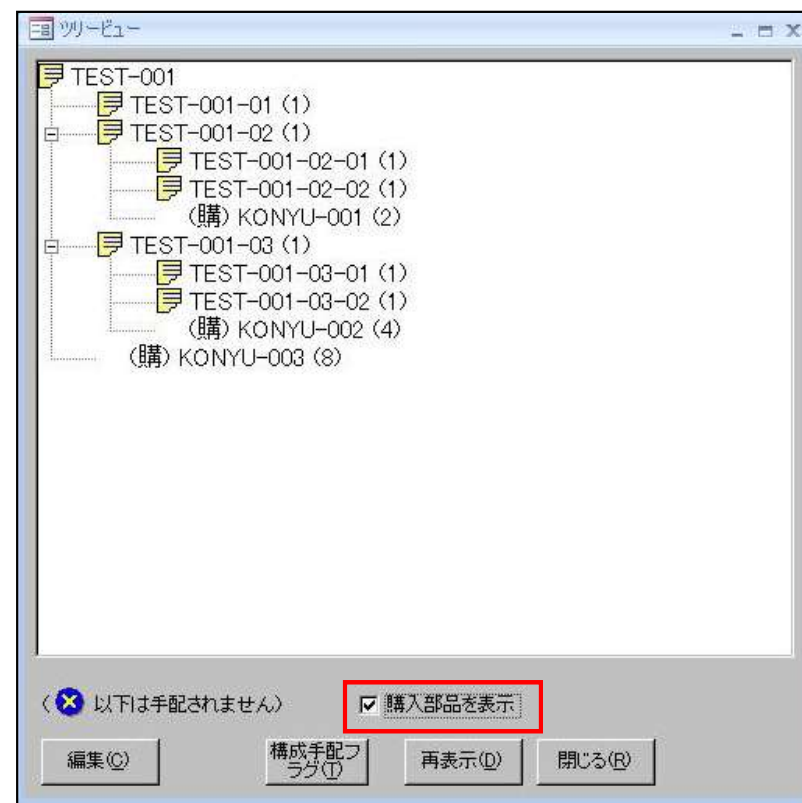 ツリービュー
TEST-001
TEST-001-01 (1)
TEST-001-02 (1)
TEST-001-02-01 (1)
TEST-001-02-02 (1)
(購) KONYU-001 (2)
TEST-001-03 (1)
TEST-001-03-01 (1)
TEST-001-03-02 (1)
(購) KONYU-002 (4)
(購) KONYU-003 (8)
( 以下は手配されません)
購入部品を表示
編集(C)
構成手配フ
ラグ(T)
再表示(D)
閉じる(R)